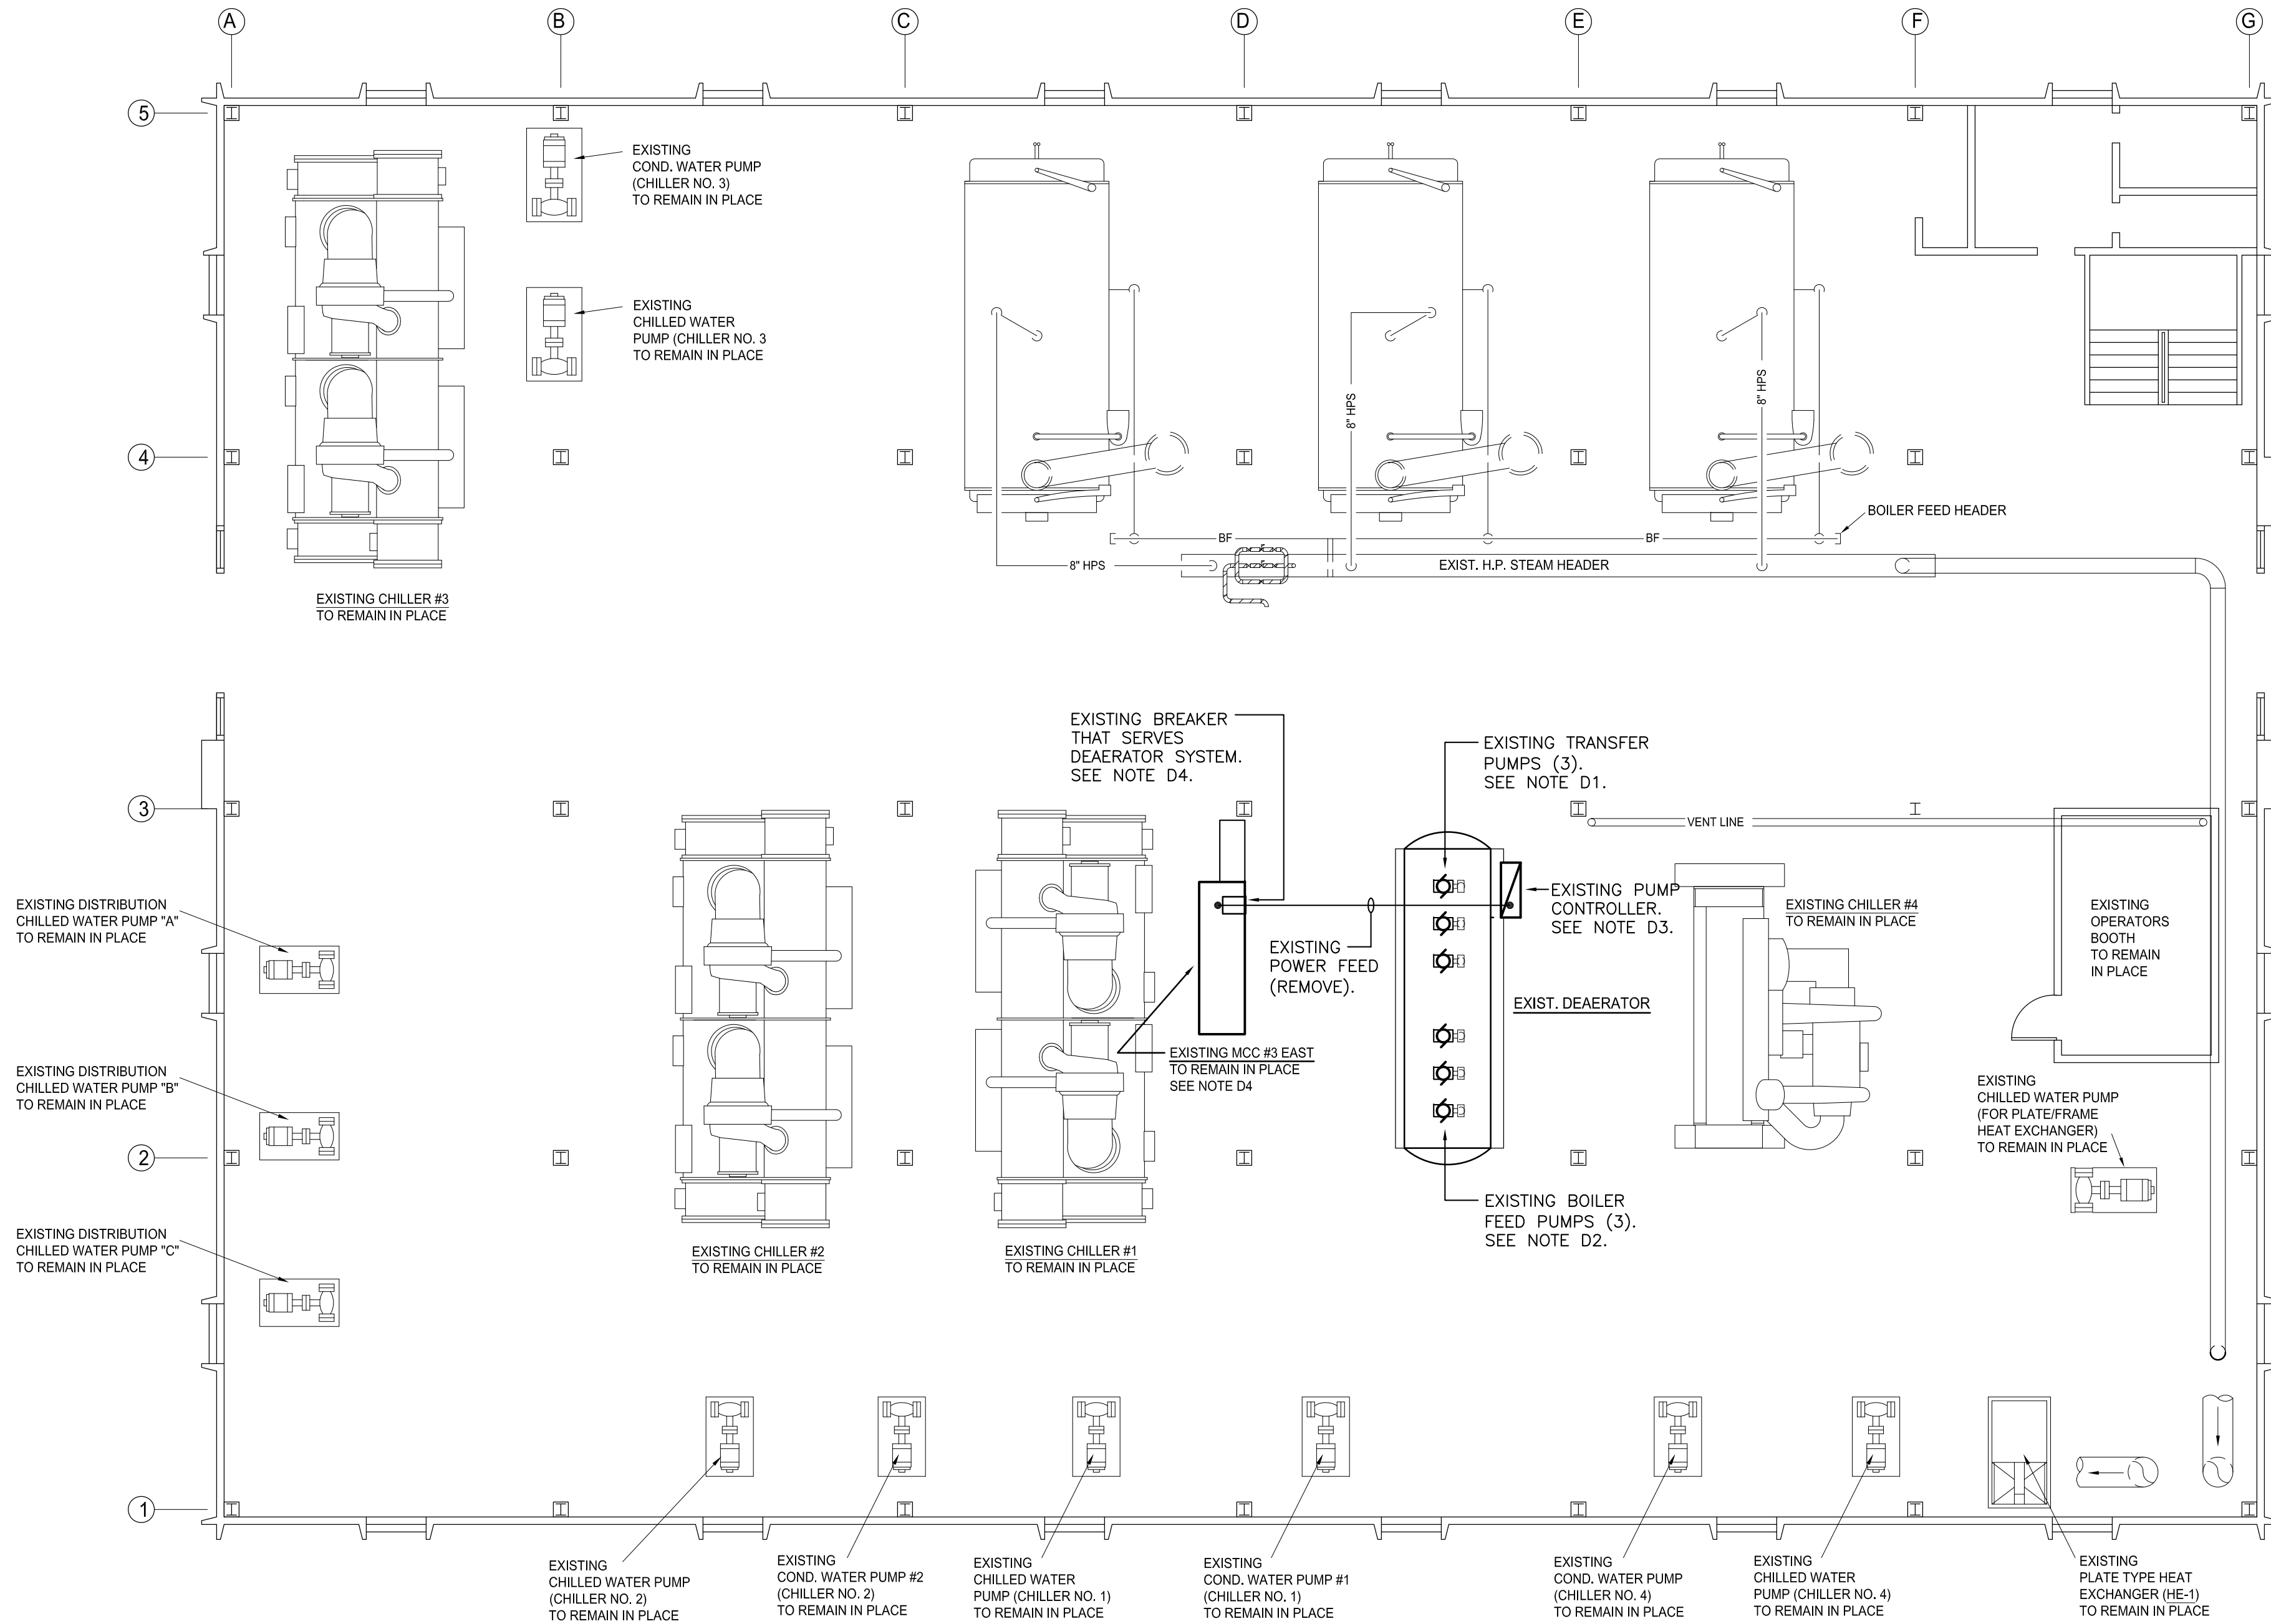 A
B
C
D
E
F
G
5
EXISTING
COND. WATER PUMP
(CHILLER NO. 3)
TO REMAIN IN PLACE
EXISTING
CHILLED WATER
PUMP (CHILLER NO. 3
TO REMAIN IN PLACE
8" HPS
8" HPS
4
BOILER FEED HEADER
BF
BF
8" HPS
EXIST. H.P. STEAM HEADER
EXISTING CHILLER #3
TO REMAIN IN PLACE
EXISTING BREAKER
THAT SERVES
DEAERATOR SYSTEM.
SEE NOTE D4.
EXISTING TRANSFER
PUMPS (3).
SEE NOTE D1.
3
VENT LINE
EXISTING DISTRIBUTION
CHILLED WATER PUMP "A"
TO REMAIN IN PLACE
EXISTING PUMP
CONTROLLER.
SEE NOTE D3.
EXISTING CHILLER #4
TO REMAIN IN PLACE
EXISTING
OPERATORS
BOOTH
TO REMAIN
IN PLACE
EXISTING
POWER FEED
(REMOVE).
EXIST. DEAERATOR
EXISTING MCC #3 EAST
TO REMAIN IN PLACE
SEE NOTE D4
EXISTING DISTRIBUTION
CHILLED WATER PUMP "B"
TO REMAIN IN PLACE
EXISTING
CHILLED WATER PUMP
(FOR PLATE/FRAME
HEAT EXCHANGER)
TO REMAIN IN PLACE
2
EXISTING BOILER
FEED PUMPS (3).
SEE NOTE D2.
EXISTING DISTRIBUTION
CHILLED WATER PUMP "C"
TO REMAIN IN PLACE
EXISTING CHILLER #2
TO REMAIN IN PLACE
EXISTING CHILLER #1
TO REMAIN IN PLACE
1
EXISTING
CHILLED WATER PUMP
(CHILLER NO. 2)
TO REMAIN IN PLACE
EXISTING
COND. WATER PUMP #2
(CHILLER NO. 2)
TO REMAIN IN PLACE
EXISTING
CHILLED WATER
PUMP (CHILLER NO. 1)
TO REMAIN IN PLACE
EXISTING
COND. WATER PUMP #1
(CHILLER NO. 1)
TO REMAIN IN PLACE
EXISTING
COND. WATER PUMP
(CHILLER NO. 4)
TO REMAIN IN PLACE
EXISTING
CHILLED WATER
PUMP (CHILLER NO. 4)
TO REMAIN IN PLACE
EXISTING
PLATE TYPE HEAT
EXCHANGER (HE-1)
TO REMAIN IN PLACE